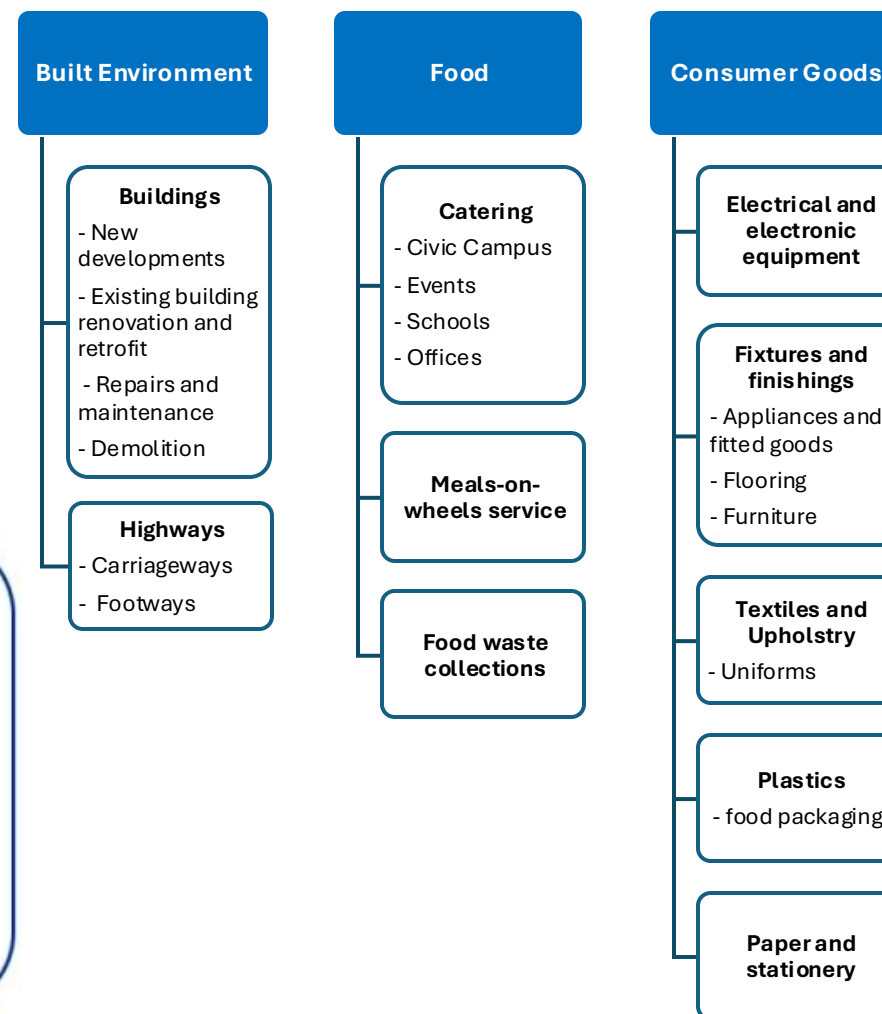 Built Environment
Buildings
- New
developments
- Existing building
renovation and
retrofit
- Repairs and
maintenance
- Demolition
Highways
- Carriageways
- Footways
Food
Catering
- Civic Campus
- Events
- Schools
- Offices
Meals-on-
wheels service
Food waste
collections
Consumer Goods
Electrical and
electronic
equipment
Fixtures and
finishings
- Appliances and
fitted goods
- Flooring
- Furniture
Textiles and
Upholstry
- Uniforms
Plastics
- food packaging
Paper and
stationery